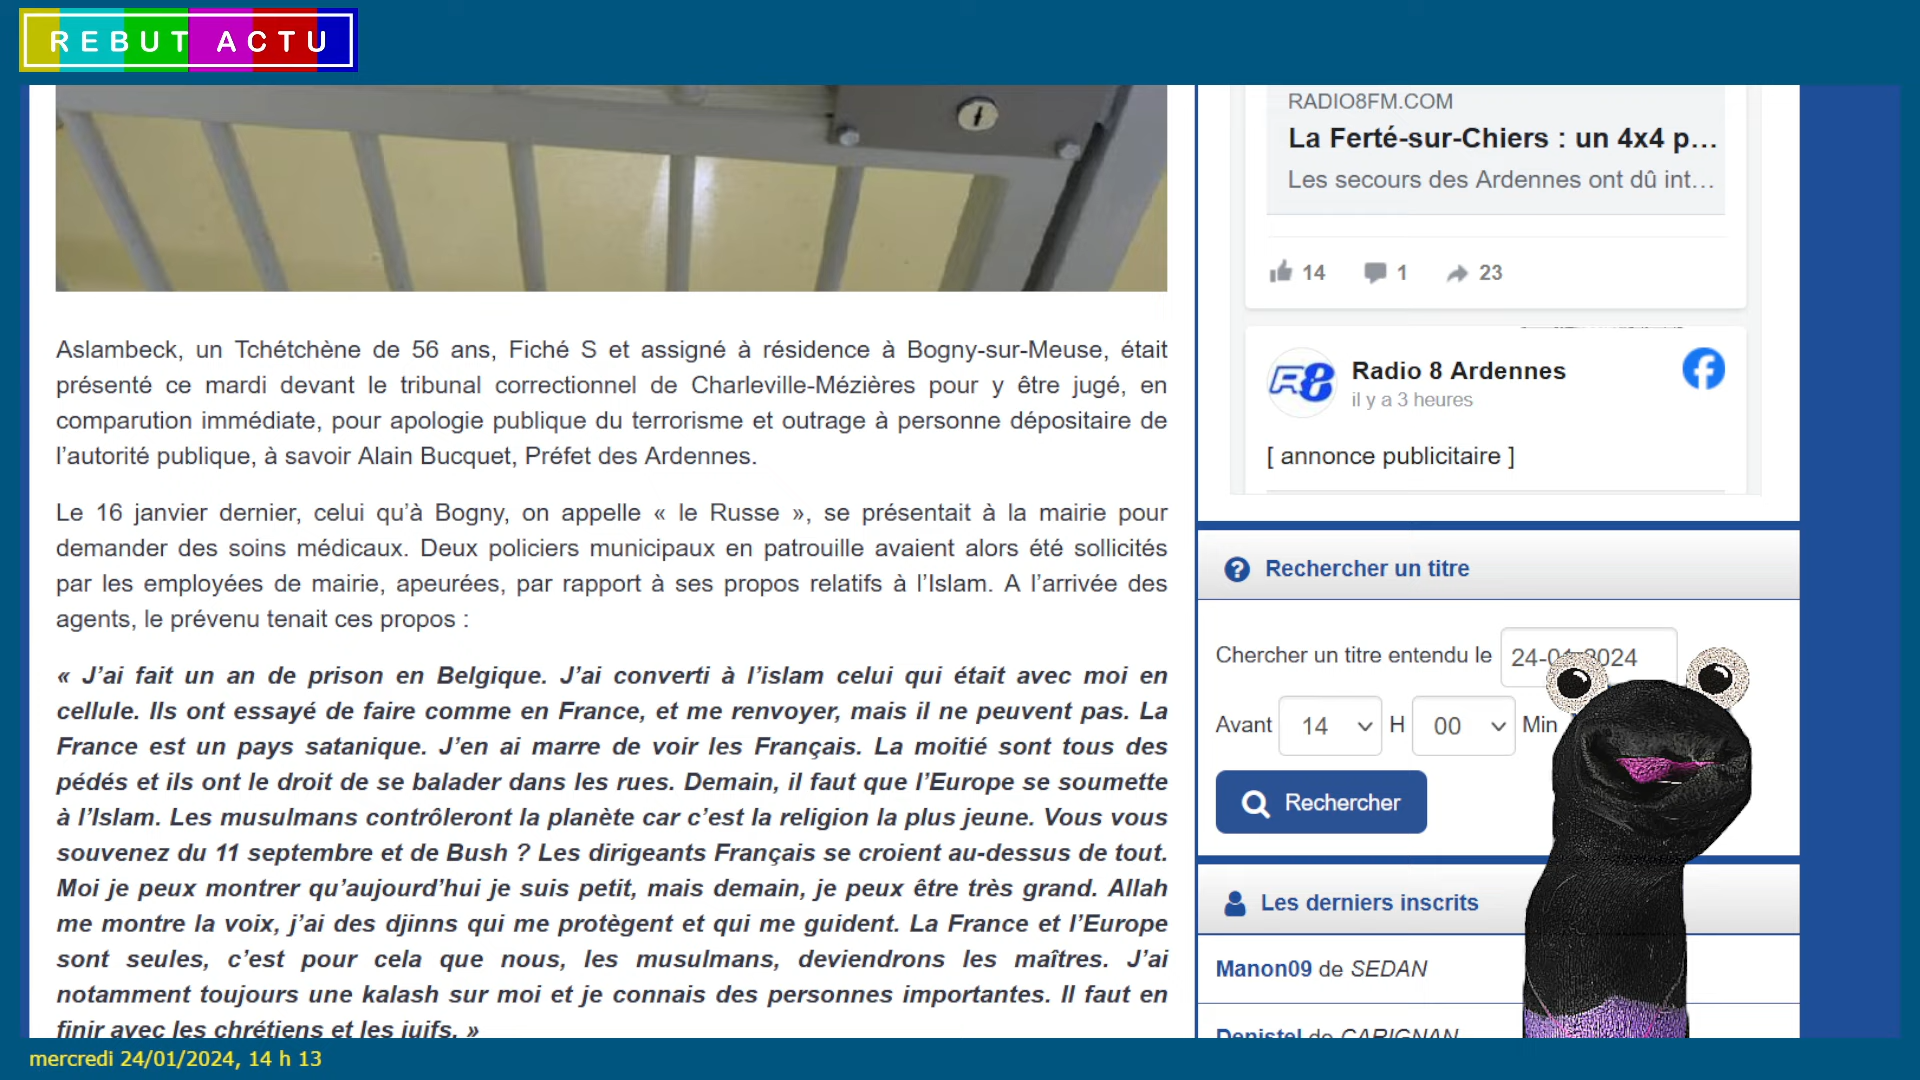 REBUT ACTU
RADIO8FM.COM
La Ferté-sur-Chiers : un 4x4 p...
Les secours des Ardennes ont dû int...
14 1 23
Radio 8 Ardennes
il y a 3 heures
[ annonce publicitaire ]
Aslambeck, un Tchétchène de 56 ans, Fiché S et assigné à résidence à Bogny-sur-Meuse, était
présenté ce mardi devant le tribunal correctionnel de Charleville-Mézières pour y être jugé, en
comparution immédiate, pour apologie publique du terrorisme et outrage à personne dépositaire de
l’autorité publique, à savoir Alain Bucquet, Préfet des Ardennes.
Le 16 janvier dernier, celui qu’à Bogny, on appelle « le Russe », se présentait à la mairie pour
demander des soins médicaux. Deux policiers municipaux en patrouille avaient alors été sollicités
par les employées de mairie, apeurées, par rapport à ses propos relatifs à l’Islam. A l’arrivée des
agents, le prévenu tenait ces propos :
« J’ai fait un an de prison en Belgique. J’ai converti à l’islam celui qui était avec moi en
cellule. Ils ont essayé de faire comme en France, et me renvoyer, mais il ne peuvent pas. La
France est un pays satanique. J’en ai marre de voir les Français. La moitié sont tous des
pédés et ils ont le droit de se balader dans les rues. Demain, il faut que l’Europe se soumette
à l’Islam. Les musulmans contrôleront la planète car c’est la religion la plus jeune. Vous vous
souvenez du 11 septembre et de Bush ? Les dirigeants Français se croient au-dessus de tout.
Moi je peux montrer qu’aujourd’hui je suis petit, mais demain, je peux être très grand. Allah
me montre la voix, j’ai des djinns qui me protègent et qui me guident. La France et l’Europe
sont seules, c’est pour cela que nous, les musulmans, deviendrons les maîtres. J’ai
notamment toujours une kalash sur moi et je connais des personnes importantes. Il faut en
finir avec les chrétiens et les juifs. »
Rechercher un titre
Chercher un titre entendu le 24-01-2024
Avant 14 H 00 Min
Rechercher
Les derniers inscrits
Manon09 de SEDAN
Denistel de CARIGNAN
mercredi 24/01/2024, 14 h 13